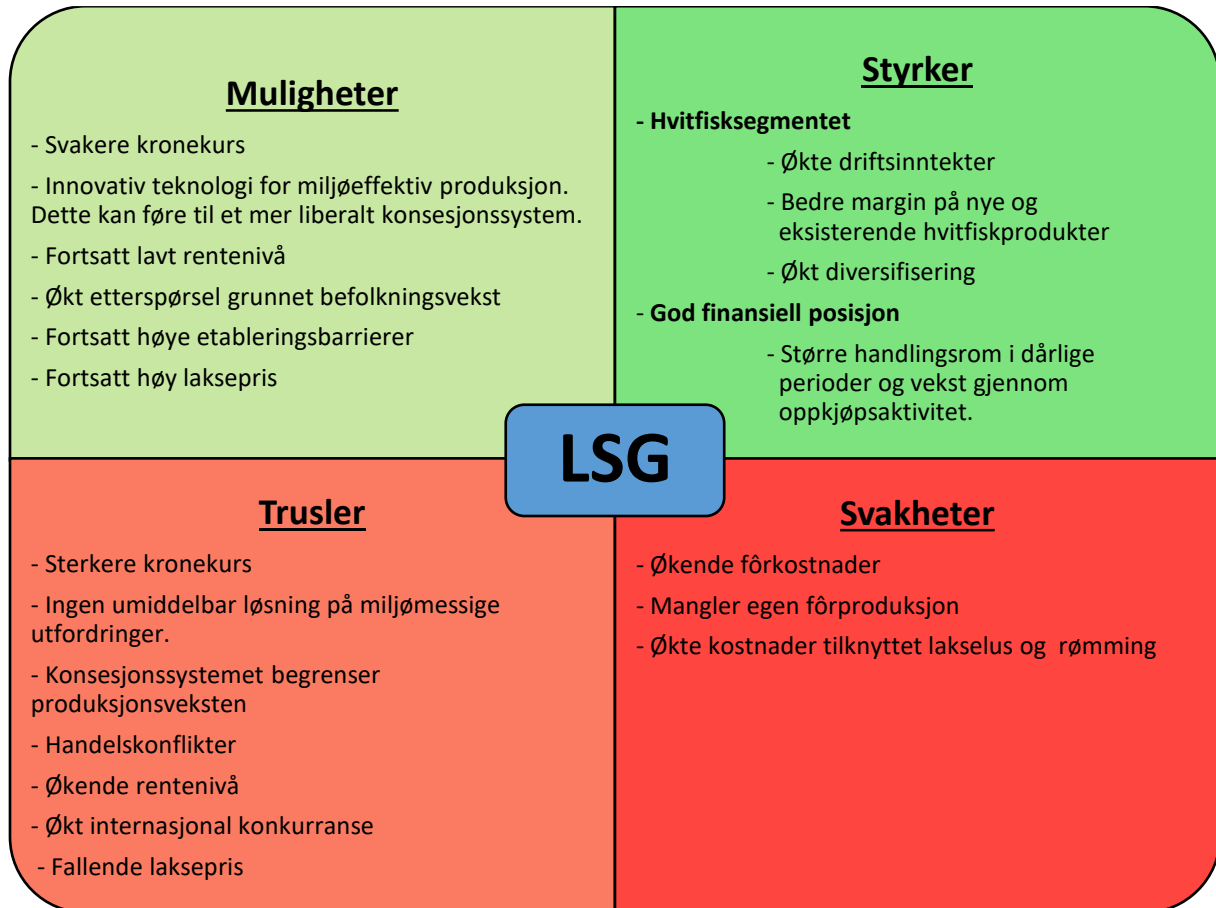 Muligheter
- Svakere kronekurs
- Innovativ teknologi for miljøeffektiv produksjon.
Dette kan føre til et mer liberalt konsesjonssystem.
- Fortsatt lavt rentenivå
- Økt etterspørsel grunnet befolkningsvekst
- Fortsatt høye etableringsbarrierer
- Fortsatt høy laksepris
Styrker
- Hvitfisksegmentet
- Økte driftsinntekter
- Bedre margin på nye og
eksisterende hvitfiskprodukter
- Økt diversifisering
- God finansiell posisjon
- Større handlingsrom i dårlige
perioder og vekst gjennom
oppkjøpsaktivitet.
LSG
Trusler
- Sterkere kronekurs
- Ingen umiddelbar løsning på miljømessige
utfordringer.
- Konsesjonssystemet begrenser
produksjonsveksten
- Handelskonflikter
- Økende rentenivå
- Økt internasjonal konkurranse
- Fallende laksepris
Svakheter
- Økende fôrkostnader
- Mangler egen fôrproduksjon
- Økte kostnader tilknyttet lakselus og  rømming